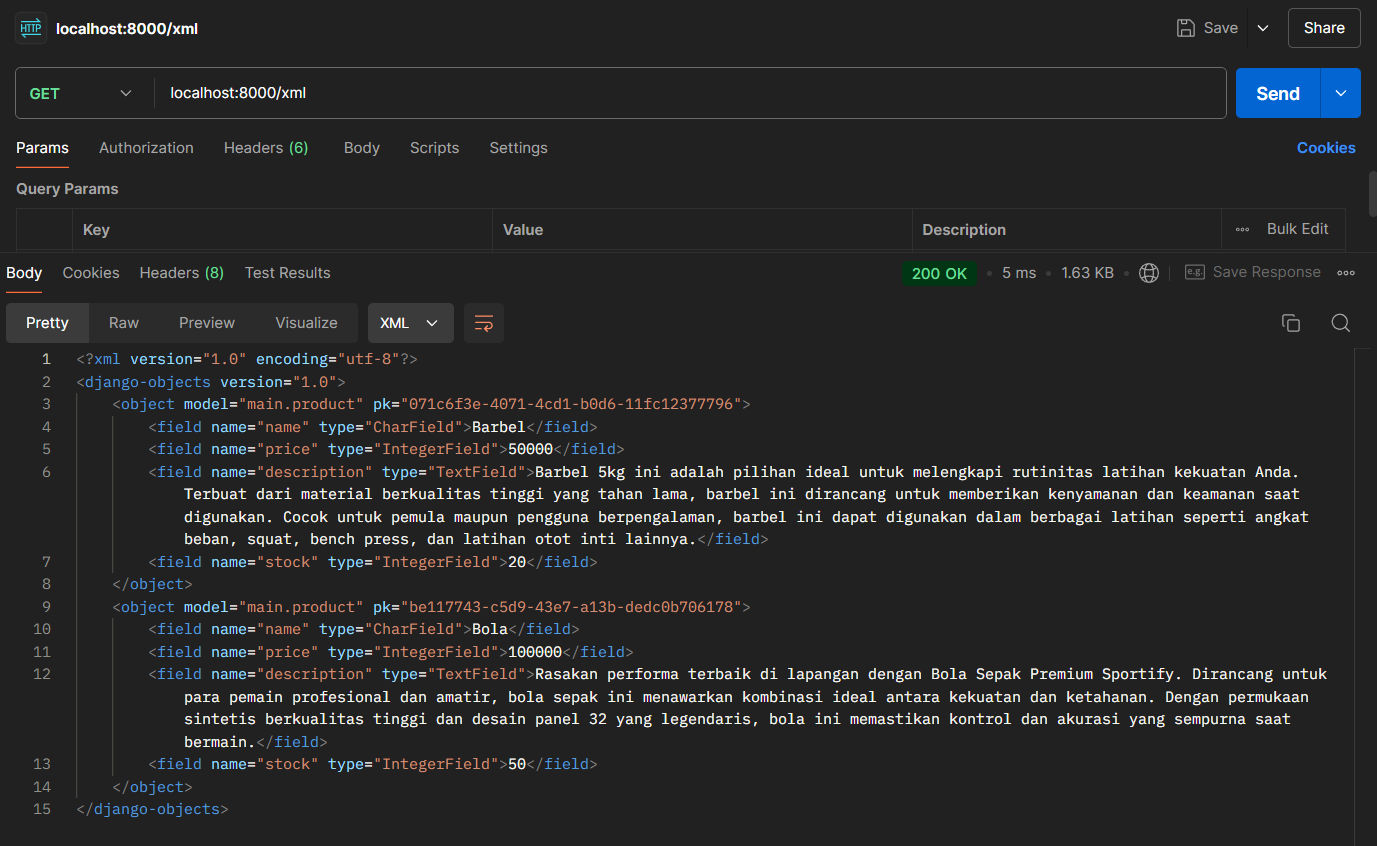 HTTP localhost:8000/xml Save Share
GET localhost:8000/xml Send
Params Authorization Headers (6) Body Scripts Settings Cookies
Query Params
Key Value Description Bulk Edit
Body Cookies Headers (8) Test Results 200 OK 5 ms 1.63 KB e.g. Save Response
Pretty Raw Preview Visualize XML
1 <?xml version="1.0" encoding="utf-8"?>
2 <django-objects version="1.0">
3 <object model="main.product" pk="071c6f3e-4071-4cd1-b0d6-11fc12377796">
4 <field name="name" type="CharField">Barbel</field>
5 <field name="price" type="IntegerField">50000</field>
6 <field name="description" type="TextField">Barbel 5kg ini adalah pilihan ideal untuk melengkapi rutinitas latihan kekuatan Anda.
Terbuat dari material berkualitas tinggi yang tahan lama, barbel ini dirancang untuk memberikan kenyamanan dan keamanan saat
digunakan. Cocok untuk pemula maupun pengguna berpengalaman, barbel ini dapat digunakan dalam berbagai latihan seperti angkat
beban, squat, bench press, dan latihan otot inti lainnya.</field>
7 <field name="stock" type="IntegerField">20</field>
8 </object>
9 <object model="main.product" pk="be117743-c5d9-43e7-a13b-dedc0b706178">
10 <field name="name" type="CharField">Bola</field>
11 <field name="price" type="IntegerField">100000</field>
12 <field name="description" type="TextField">Rasakan performa terbaik di lapangan dengan Bola Sepak Premium Sportify. Dirancang untuk
para pemain profesional dan amatir, bola sepak ini menawarkan kombinasi ideal antara kekuatan dan ketahanan. Dengan permukaan
sintetis berkualitas tinggi dan desain panel 32 yang legendaris, bola ini memastikan kontrol dan akurasi yang sempurna saat
bermain.</field>
13 <field name="stock" type="IntegerField">50</field>
14 </object>
15 </django-objects>